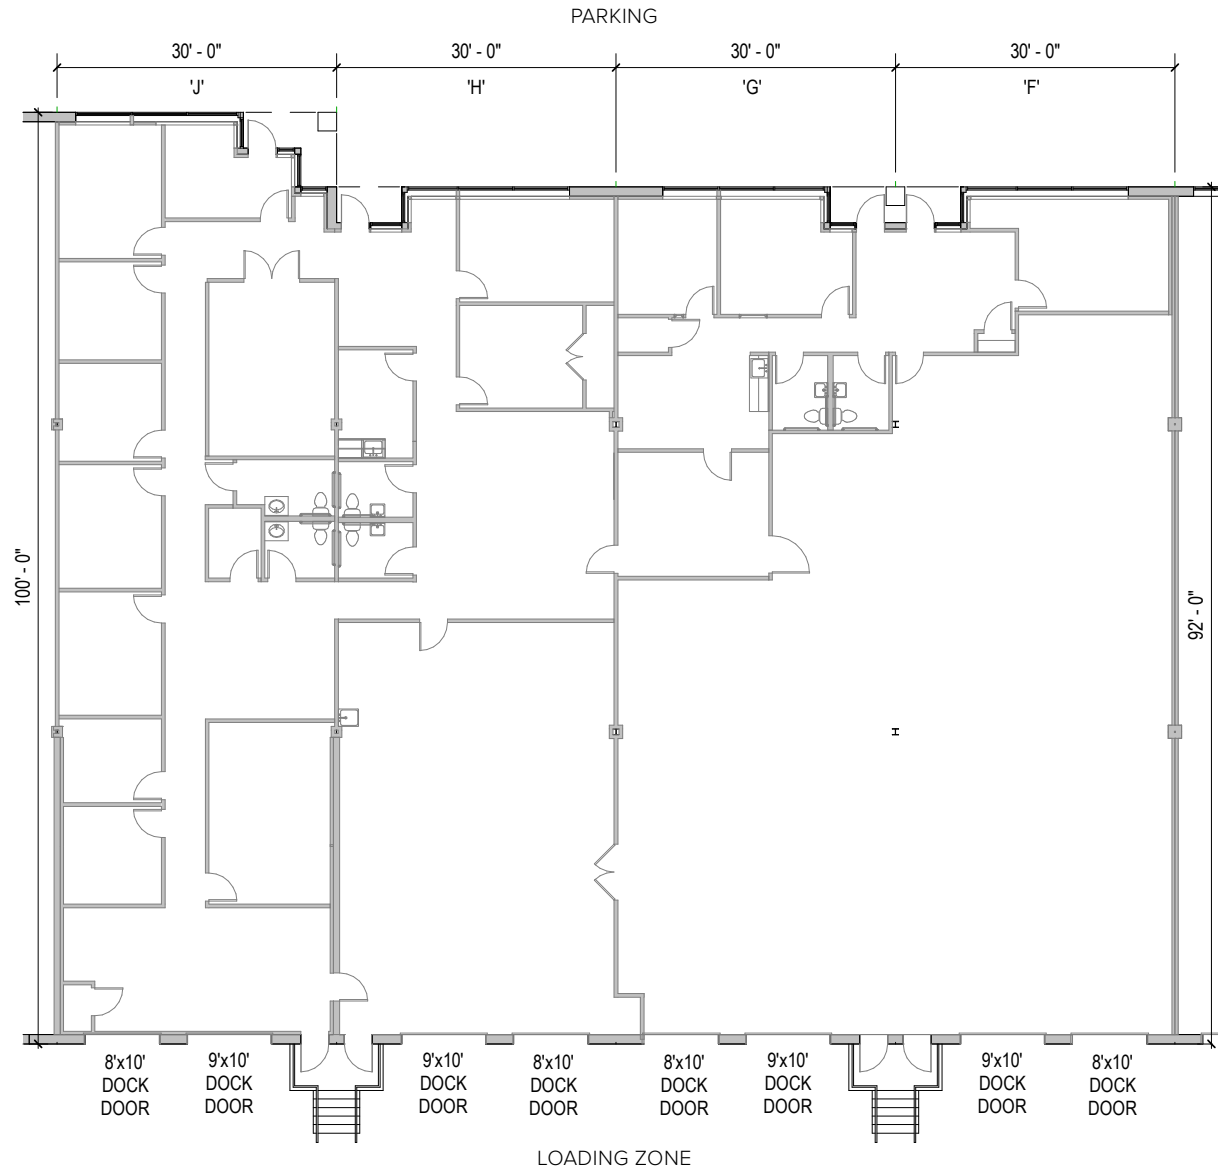 PARKING
30' - 0"
30' - 0"
30' - 0"
30' - 0"
'J'
'H'
'G'
'F'
100' - 0"
92' - 0"
8'x10'
DOCK
DOOR
9'x10'
DOCK
DOOR
9'x10'
DOCK
DOOR
8'x10'
DOCK
DOOR
8'x10'
DOCK
DOOR
9'x10'
DOCK
DOOR
9'x10'
DOCK
DOOR
8'x10'
DOCK
DOOR
LOADING ZONE